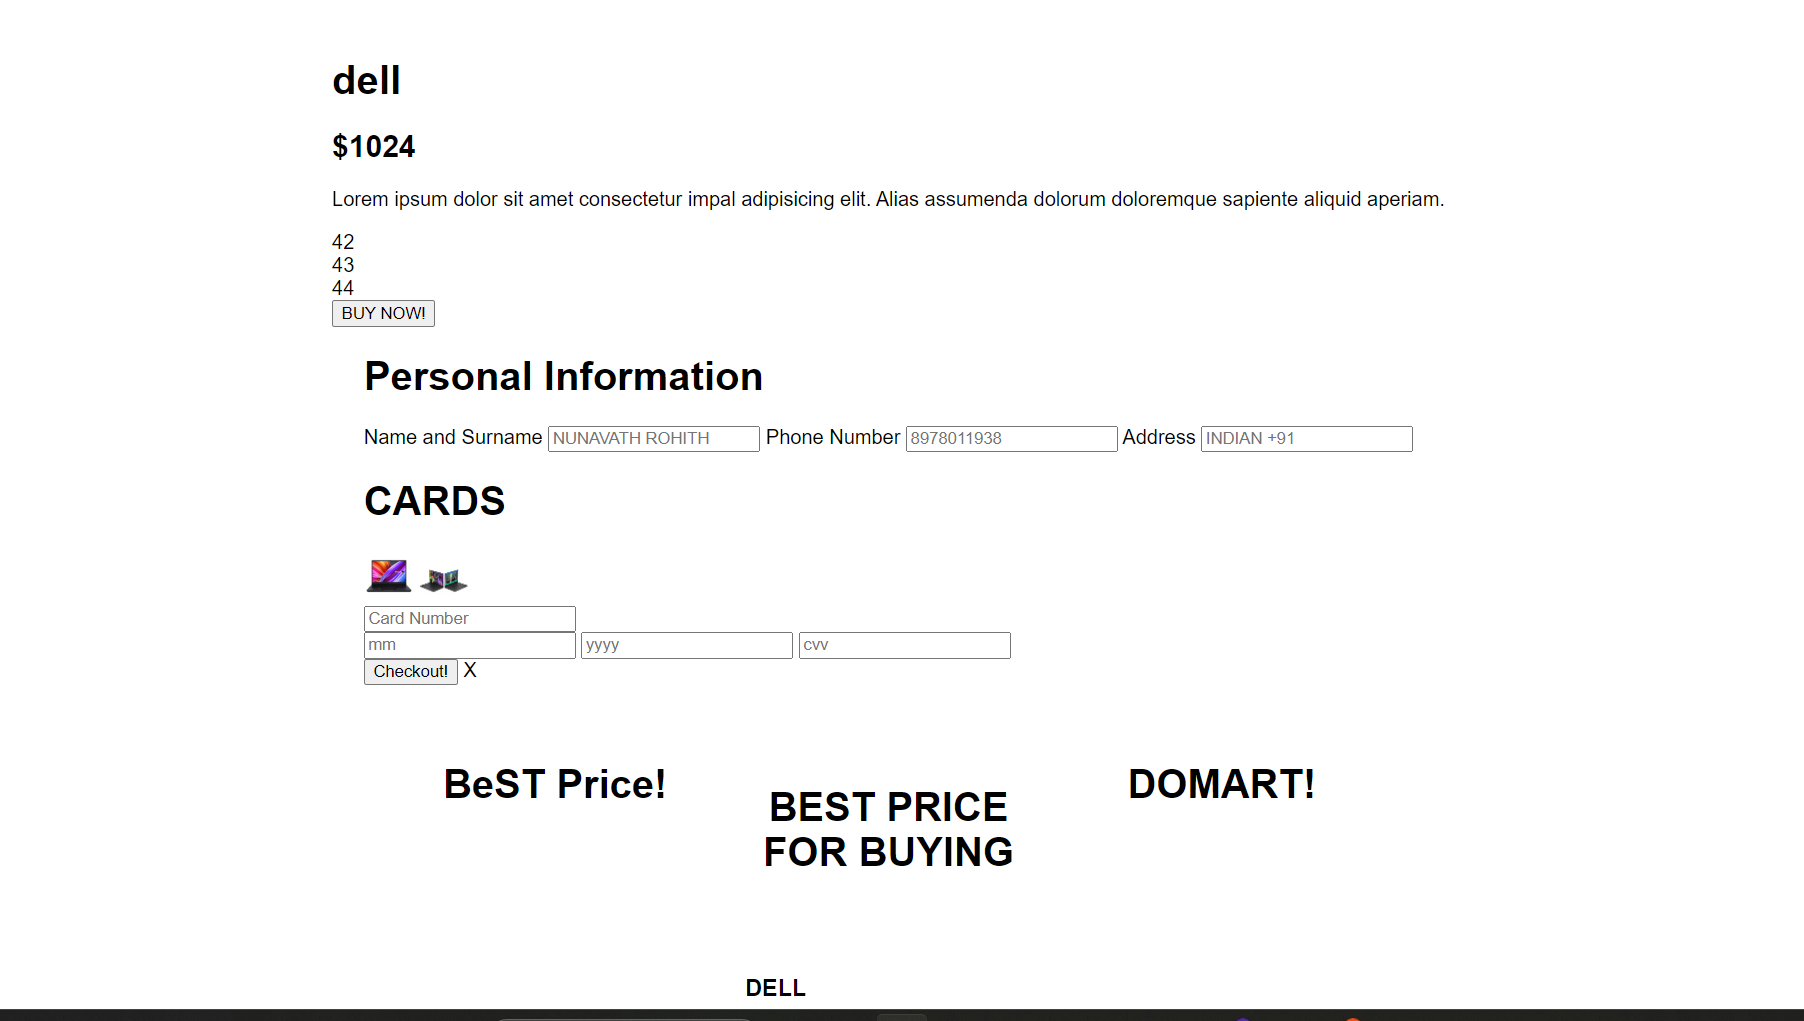 dell
$1024
Lorem ipsum dolor sit amet consectetur impal adipisicing elit. Alias assumenda dolorum doloremque sapiente aliquid aperiam.
42
43
44
BUY NOW!
Personal Information
Name and Surname NUNAVATH ROHITH Phone Number 8978011938 Address INDIAN +91
CARDS
Card Number
mm yyyy cvv
Checkout! X
BeST Price!
BEST PRICE
FOR BUYING
DOMART!
DELL